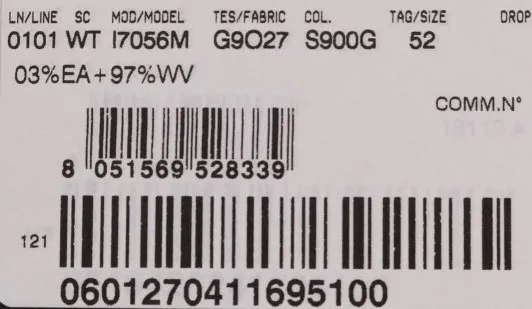 LN/LINE SC MOD/MODEL TES/FABRIC COL. TAG/SIZE DROP
0101 WT I7056M G9O27 S900G 52
03%EA+97%WV
COMM.N°
8 051569 528339
121
0601270411695100